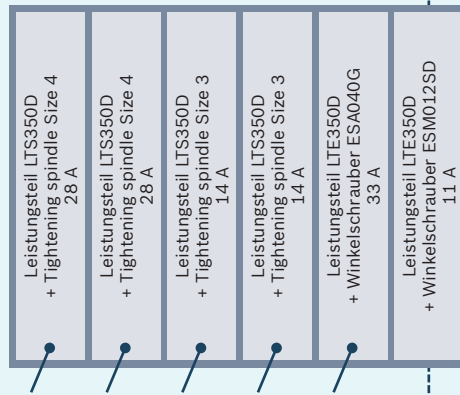 Leistungsteil LTS350D
+ Tightening spindle Size 4
28 A
Leistungsteil LTS350D
+ Tightening spindle Size 4
28 A
Leistungsteil LTS350D
+ Tightening spindle Size 3
14 A
Leistungsteil LTS350D
+ Tightening spindle Size 3
14 A
Leistungsteil LTE350D
+ Winkelschrauber ESA040G
33 A
Leistungsteil LTE350D
+ Winkelschrauber ESM012SD
11 A